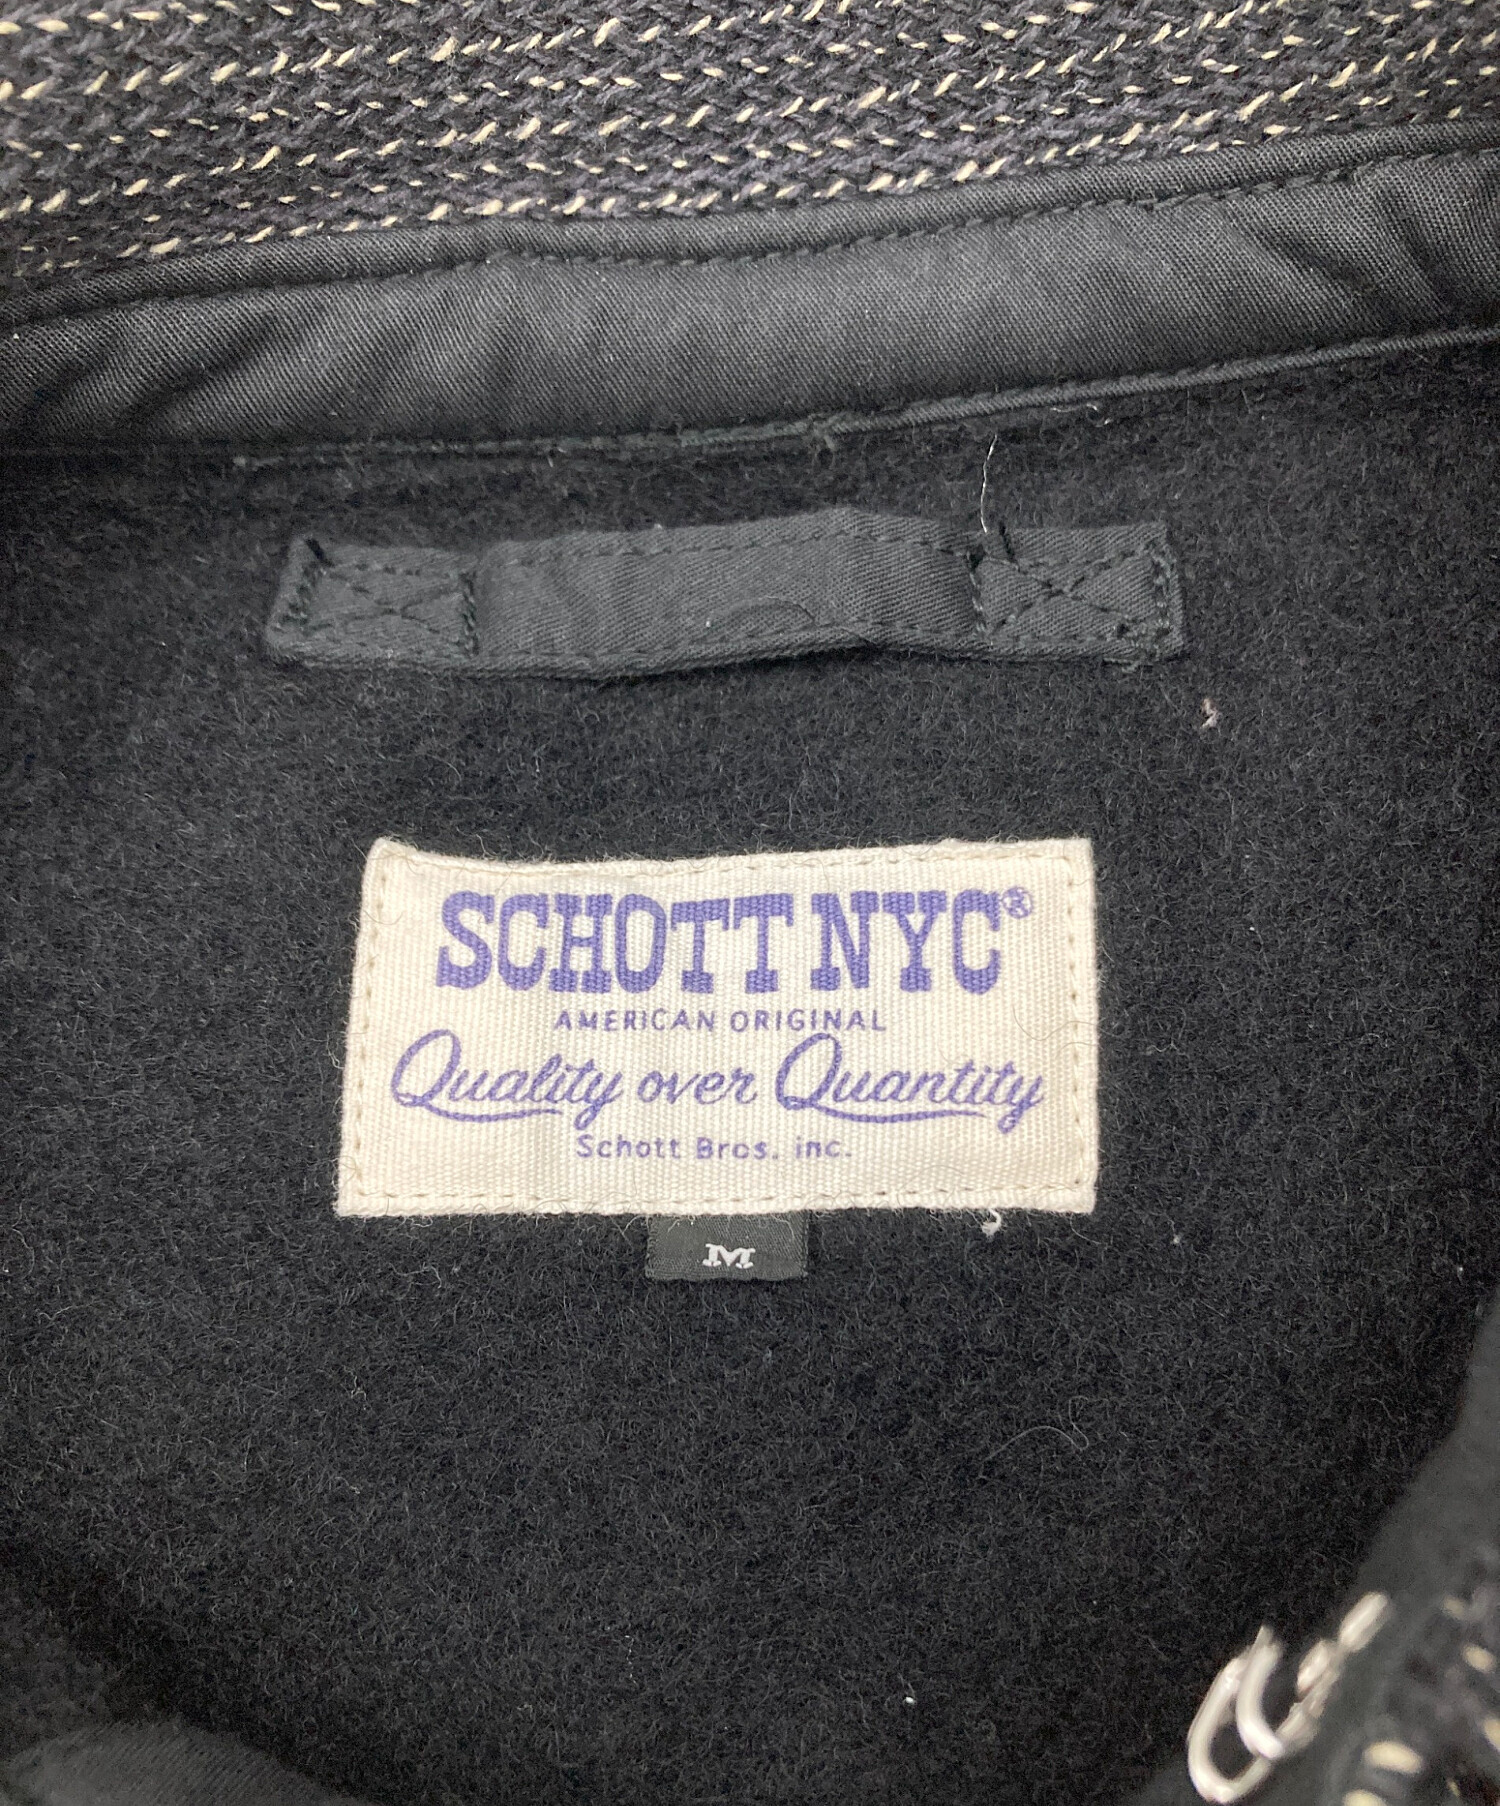 SCHOTT NYC®
AMERICAN ORIGINAL
Quality over Quantity
Schott Bros. inc.
M